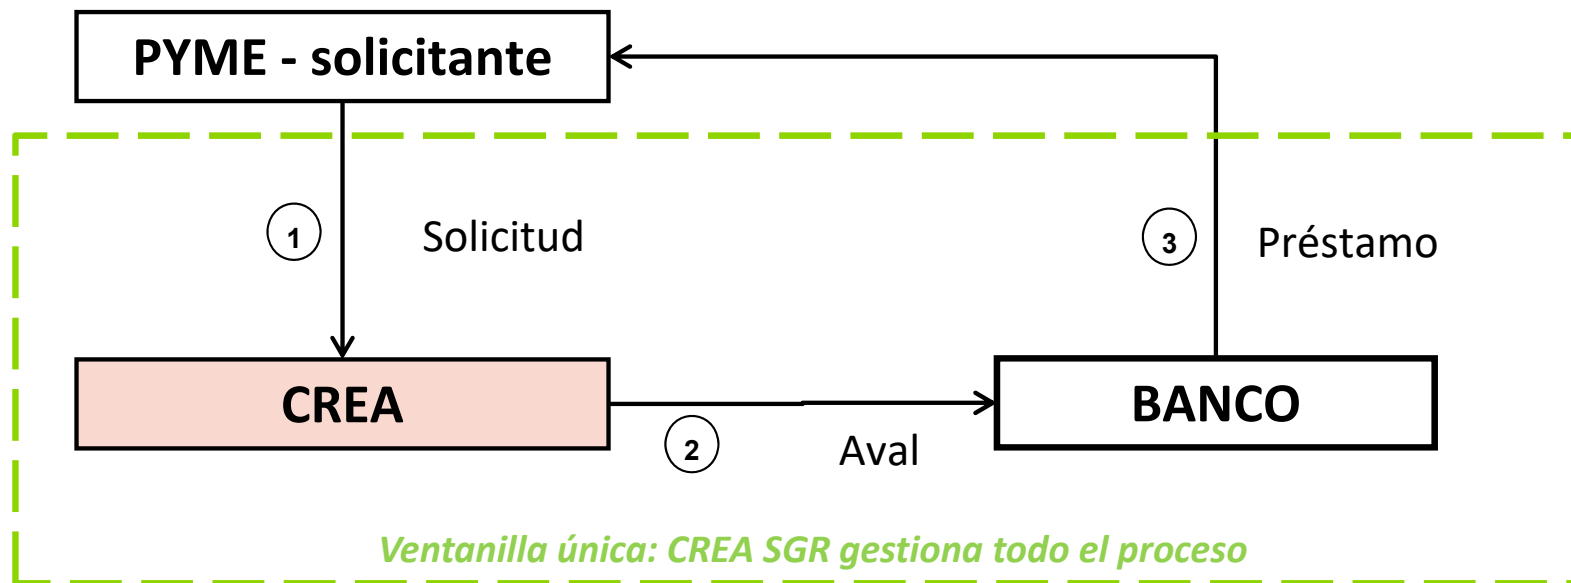 PYME - solicitante
1
Solicitud
3
Préstamo
CREA
BANCO
2
Aval
Ventanilla única: CREA SGR gestiona todo el proceso